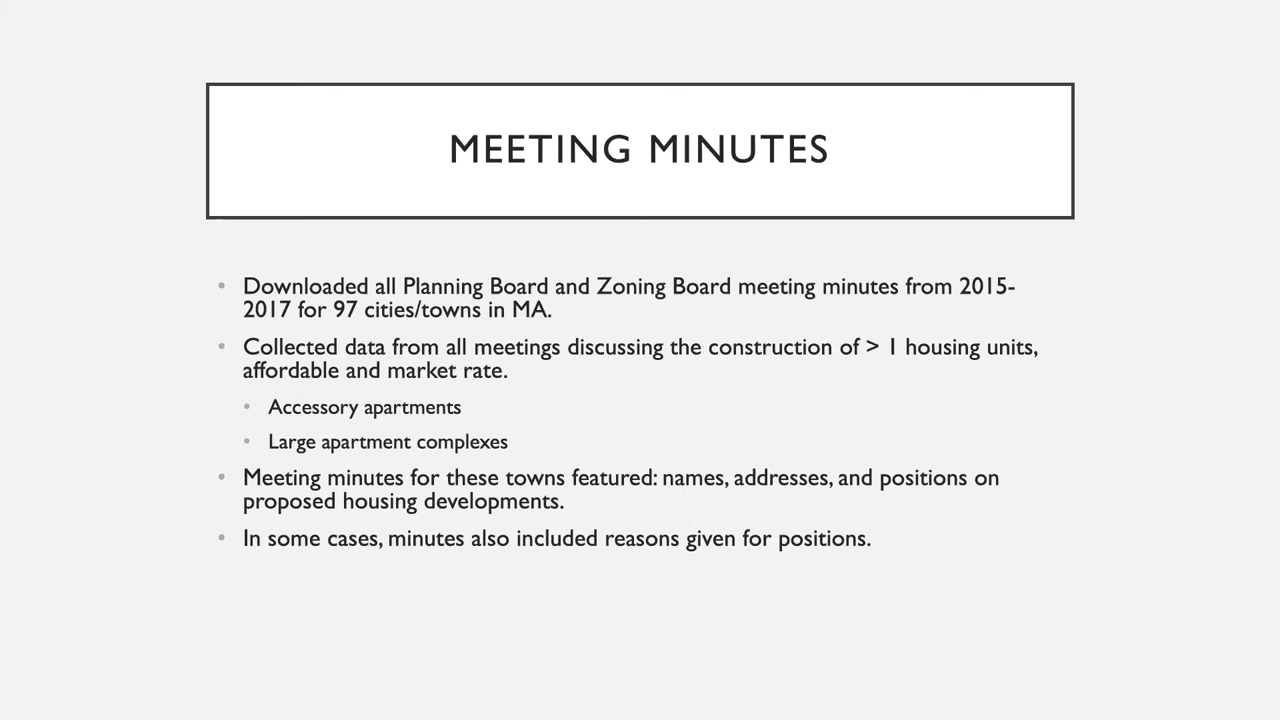 MEETING MINUTES
• Downloaded all Planning Board and Zoning Board meeting minutes from 2015-
2017 for 97 cities/towns in MA.
• Collected data from all meetings discussing the construction of > 1 housing units,
affordable and market rate.
• Accessory apartments
• Large apartment complexes
• Meeting minutes for these towns featured: names, addresses, and positions on
proposed housing developments.
• In some cases, minutes also included reasons given for positions.